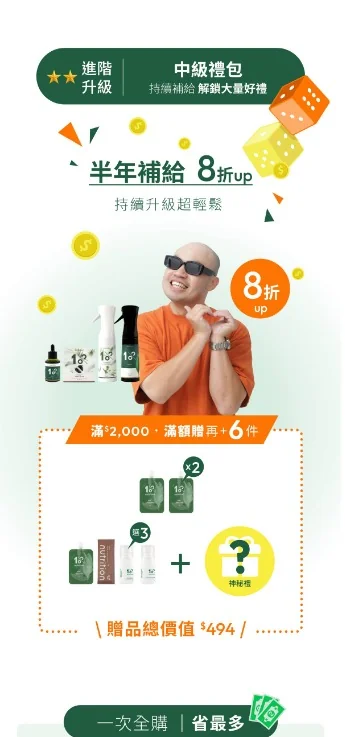 進階
升級
中級禮包
持續補給 解鎖大量好禮
半年補給 8折up
持續升級超輕鬆
8折
up
滿$2,000・滿額贈再+6件
x2
選3
nutrition
+
?
神秘禮
\ 贈品總價值 $494 /
一次全購 | 省最多